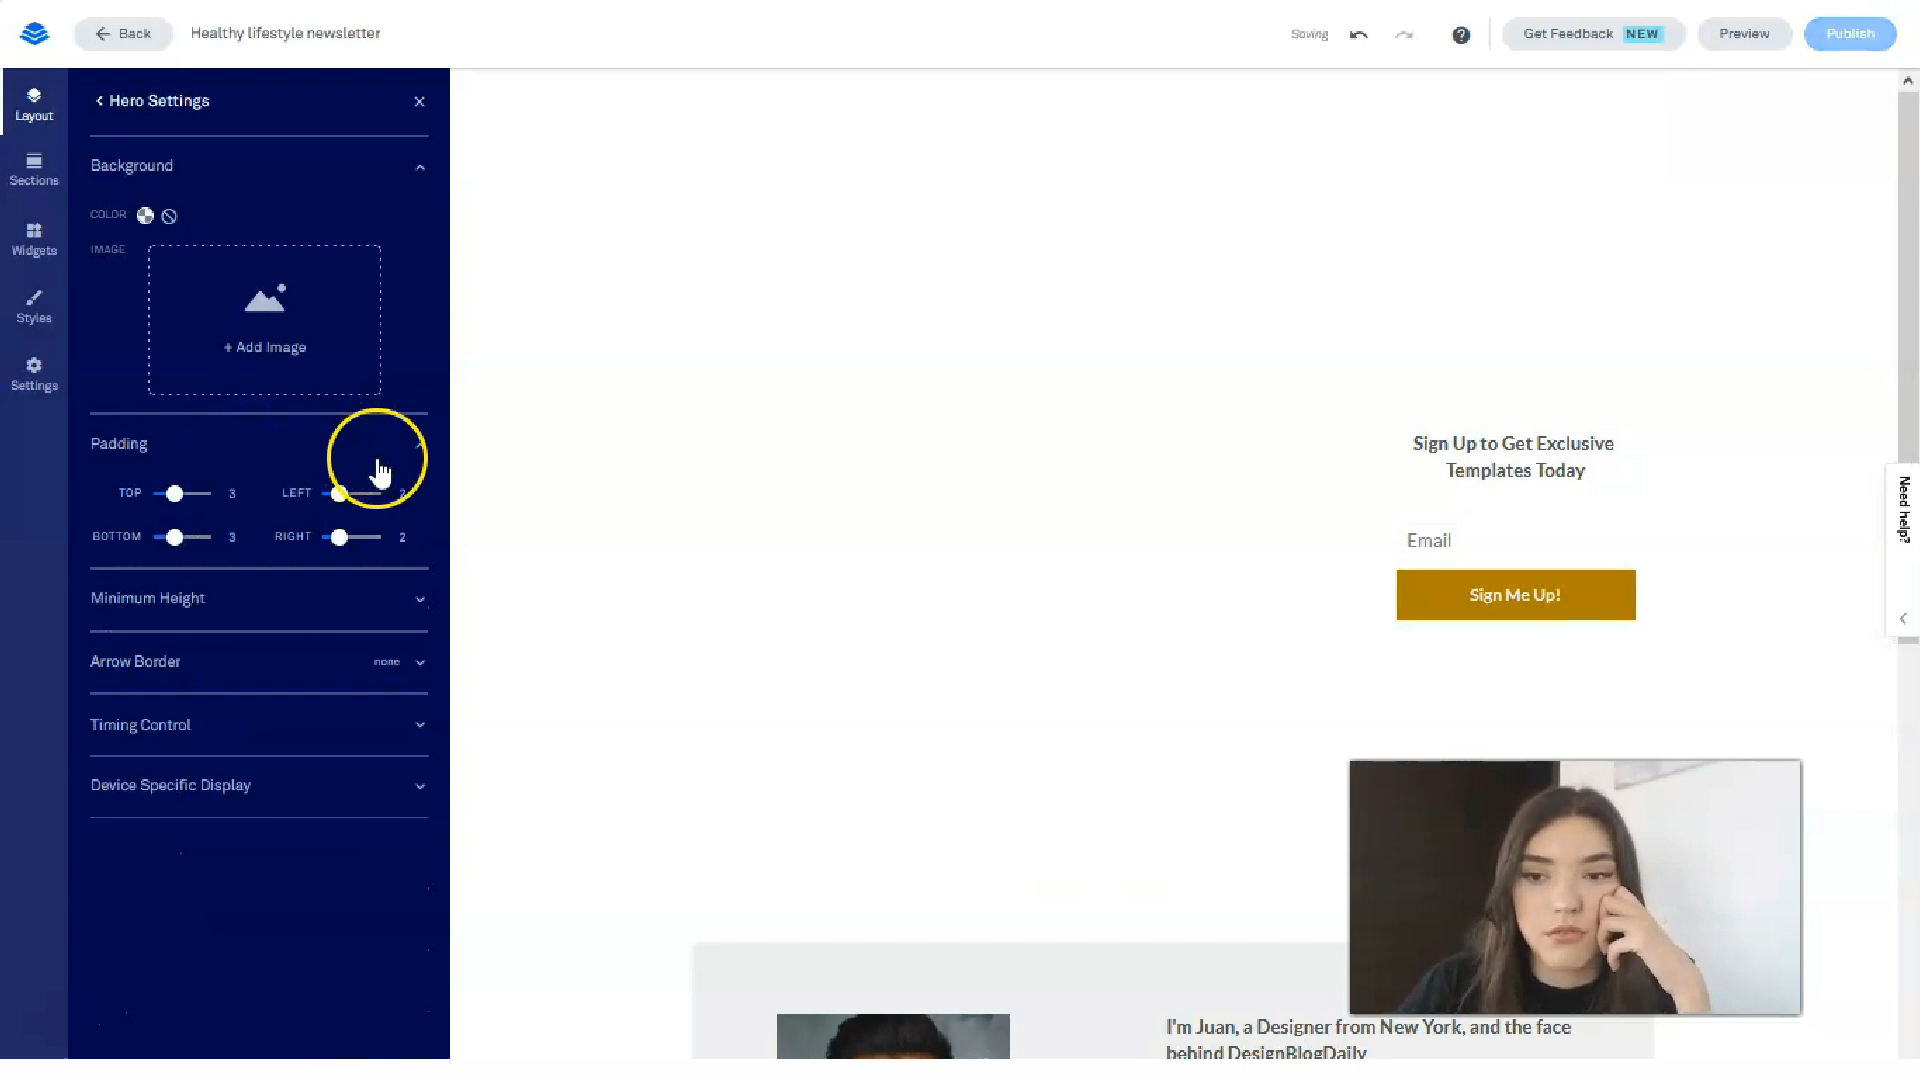 Back
Healthy lifestyle newsletter
Saving
Get Feedback NEW
Preview
Publish
Layout
Sections
Widgets
Styles
Settings
Hero Settings
Background
COLOR
IMAGE
+ Add Image
Padding
TOP 3 LEFT 2
BOTTOM 3 RIGHT 2
Minimum Height
Arrow Border none
Timing Control
Device Specific Display
Sign Up to Get Exclusive
Templates Today
Email
Sign Me Up!
Need help?
I'm Juan, a Designer from New York, and the face
behind DesignBlogDaily